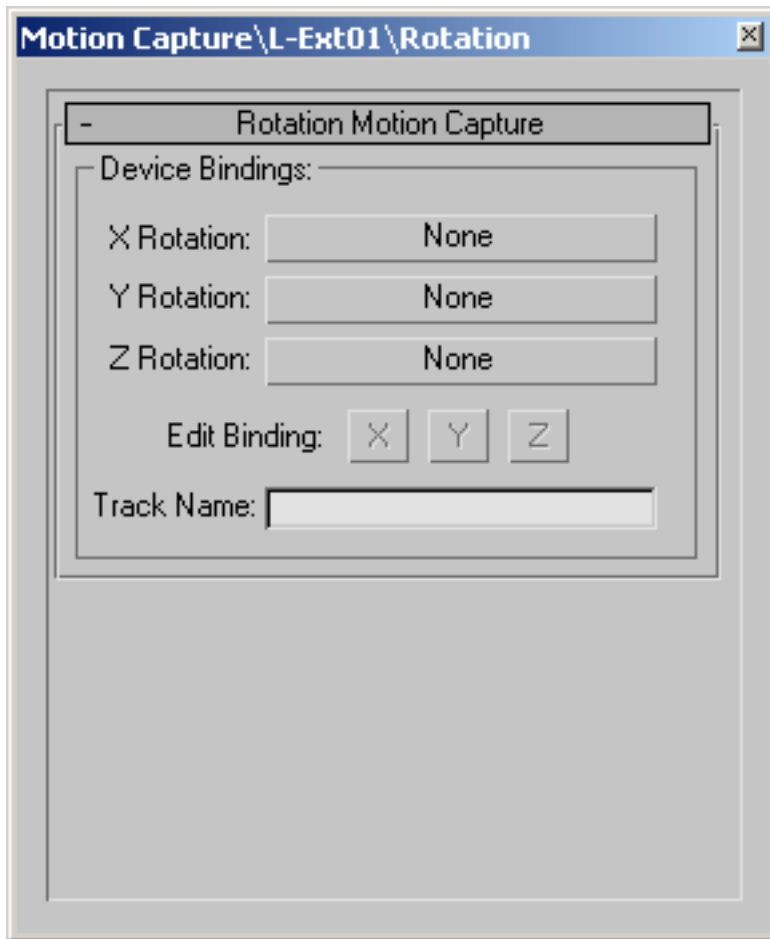 Motion Capture\L-Ext01\Rotation
- Rotation Motion Capture
Device Bindings:
X Rotation: None
Y Rotation: None
Z Rotation: None
Edit Binding: X Y Z
Track Name: